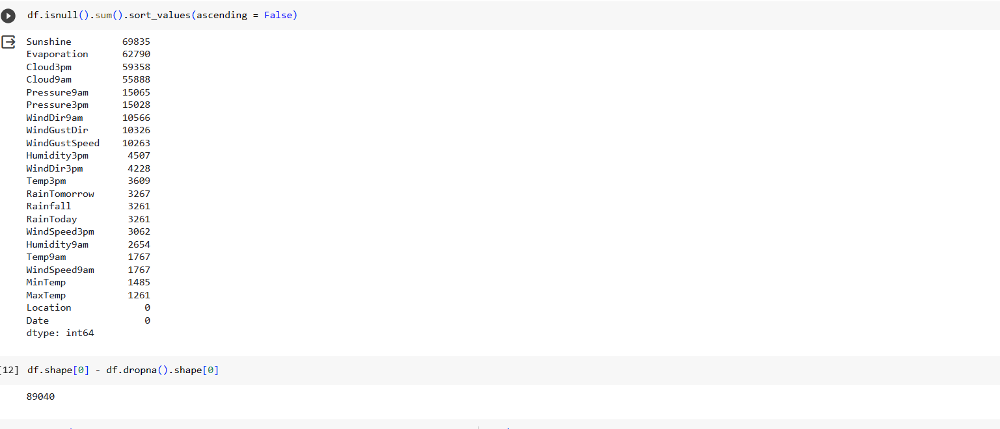 df.isnull().sum().sort_values(ascending = False)
Sunshine 69835
Evaporation 62790
Cloud3pm 59358
Cloud9am 55888
Pressure9am 15065
Pressure3pm 15028
WindDir9am 10566
WindGustDir 10326
WindGustSpeed 10263
Humidity3pm 4507
WindDir3pm 4228
Temp3pm 3609
RainTomorrow 3267
Rainfall 3261
RainToday 3261
WindSpeed3pm 3062
Humidity9am 2654
Temp9am 1767
WindSpeed9am 1767
MinTemp 1485
MaxTemp 1261
Location 0
Date 0
dtype: int64
[12] df.shape[0] - df.dropna().shape[0]
89040